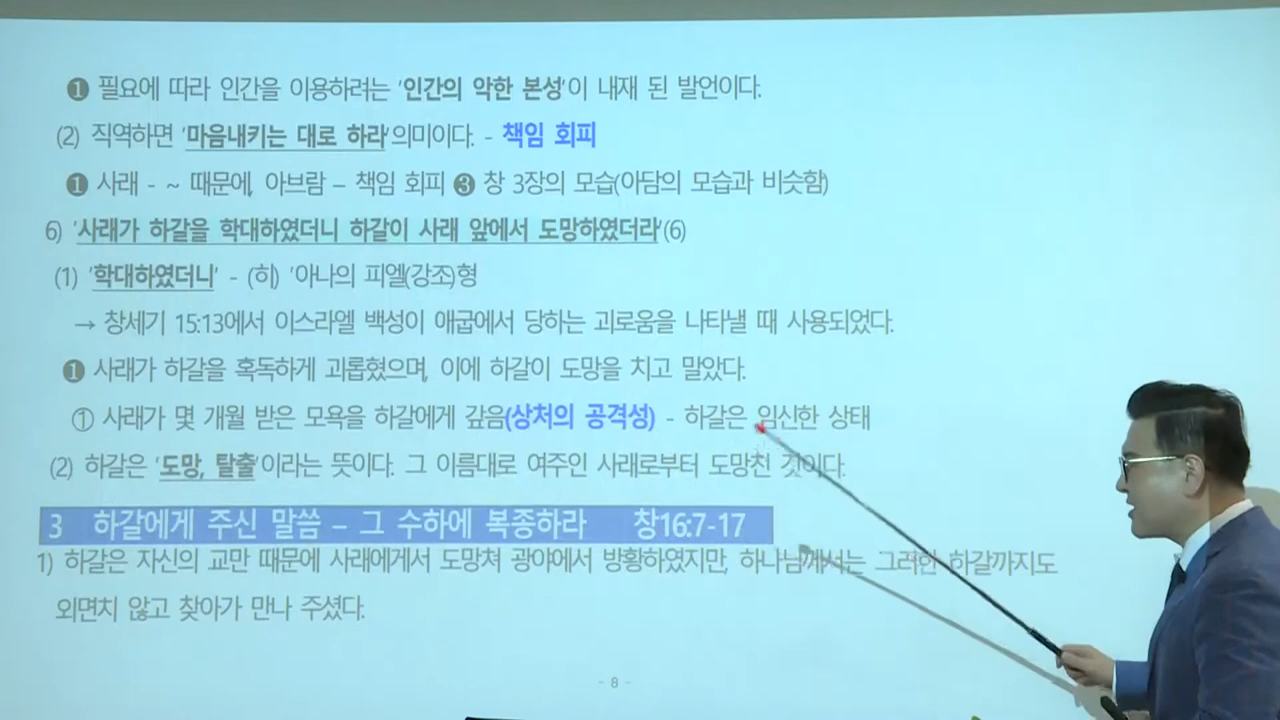 ❶ 필요에 따라 인간을 이용하려는 '인간의 악한 본성'이 내재 된 발언이다.
(2) 직역하면 '마음내키는 대로 하라'의미이다. - 책임 회피
❶ 사래 - ~ 때문에, 아브람 – 책임 회피 ❸ 창 3장의 모습(아담의 모습과 비슷함)
6) '사래가 하갈을 학대하였더니 하갈이 사래 앞에서 도망하였더라'(6)
(1) '학대하였더니' - (히) '아나'의 피엘(강조)형
→ 창세기 15:13에서 이스라엘 백성이 애굽에서 당하는 괴로움을 나타낼 때 사용되었다.
❶ 사래가 하갈을 혹독하게 괴롭혔으며, 이에 하갈이 도망을 치고 말았다.
① 사래가 몇 개월 받은 모욕을 하갈에게 갚음(상처의 공격성) - 하갈은 임신한 상태
(2) 하갈은 '도망, 탈출'이라는 뜻이다. 그 이름대로 여주인 사래로부터 도망친 것이다.
3 하갈에게 주신 말씀 – 그 수하에 복종하라 창16:7-17
1) 하갈은 자신의 교만 때문에 사래에게서 도망쳐 광야에서 방황하였지만, 하나님께서는 그러한 하갈까지도
외면치 않고 찾아가 만나 주셨다.
- 8 -